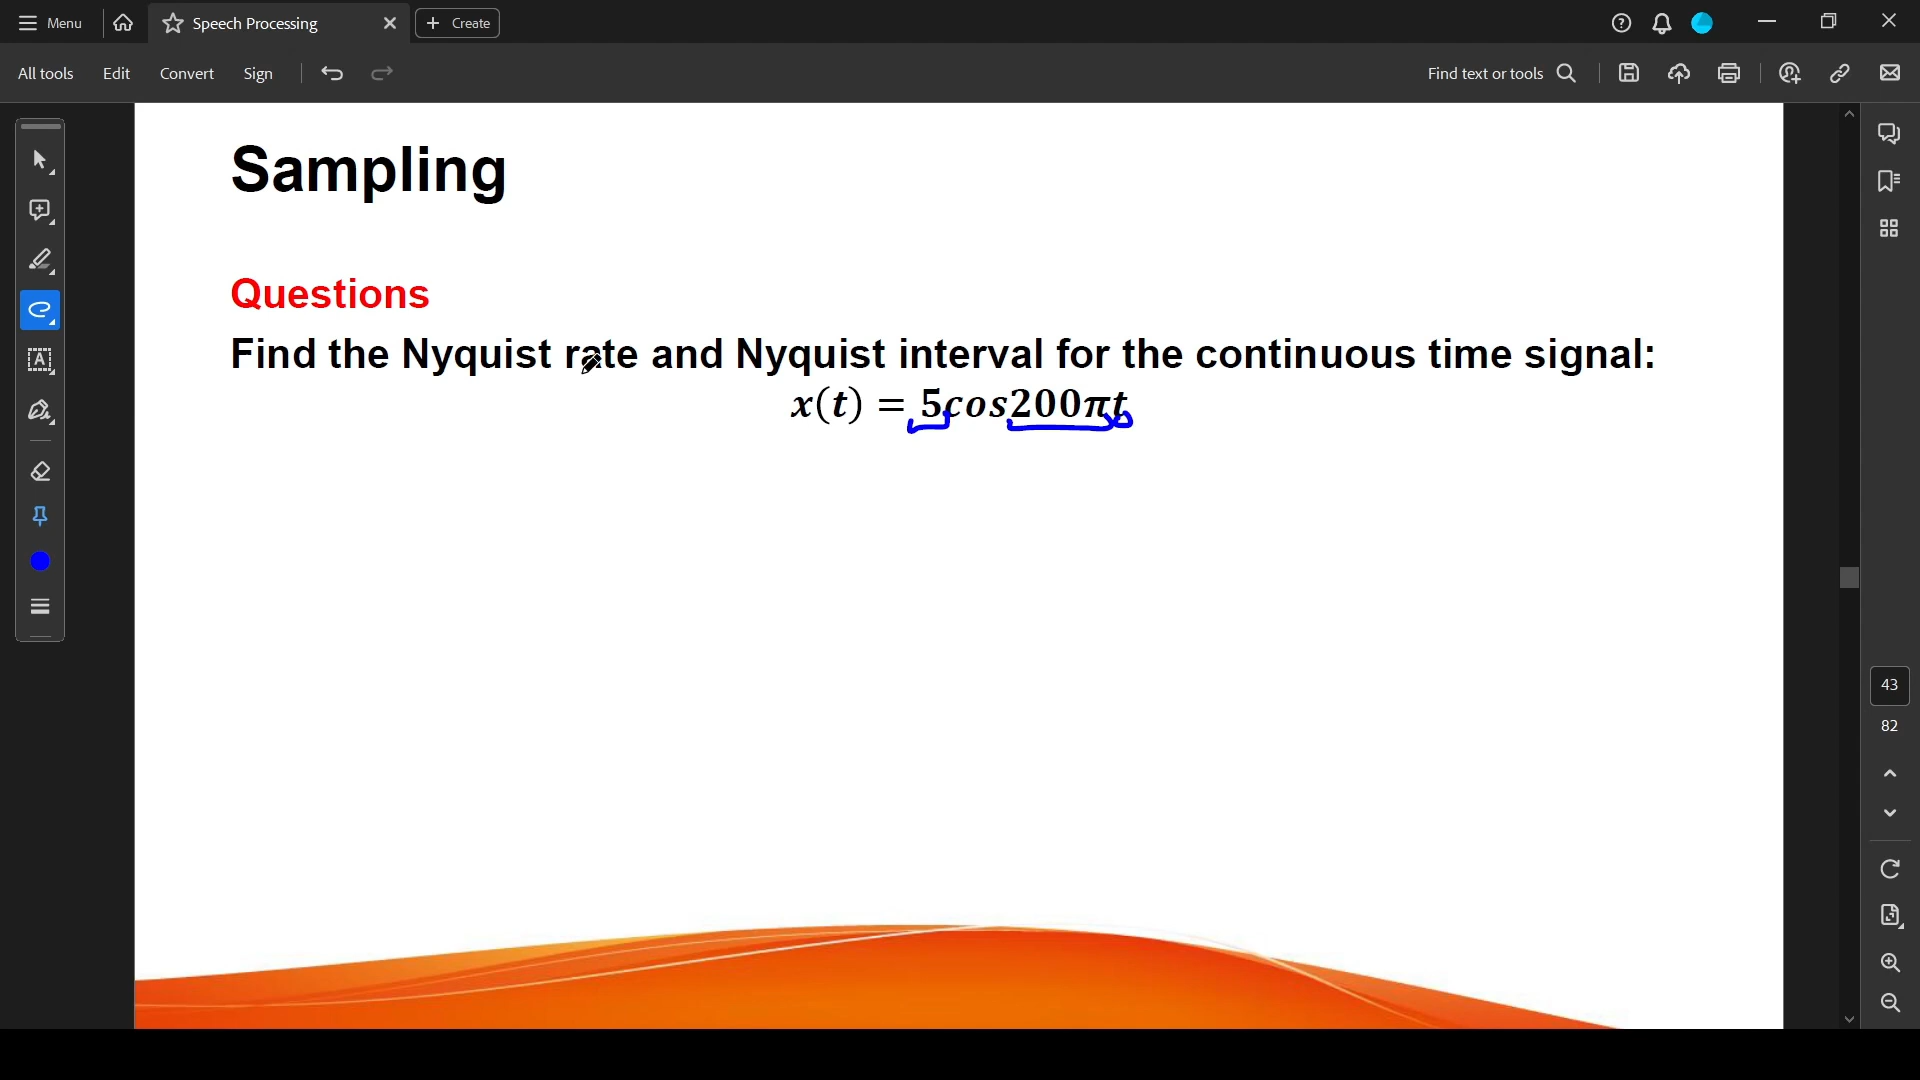 Menu
Speech Processing
Create
All tools
Edit
Convert
Sign
Find text or tools
Sampling
Questions
Find the Nyquist rate and Nyquist interval for the continuous time signal:
x(t) = 5cos200πt
A
43
82